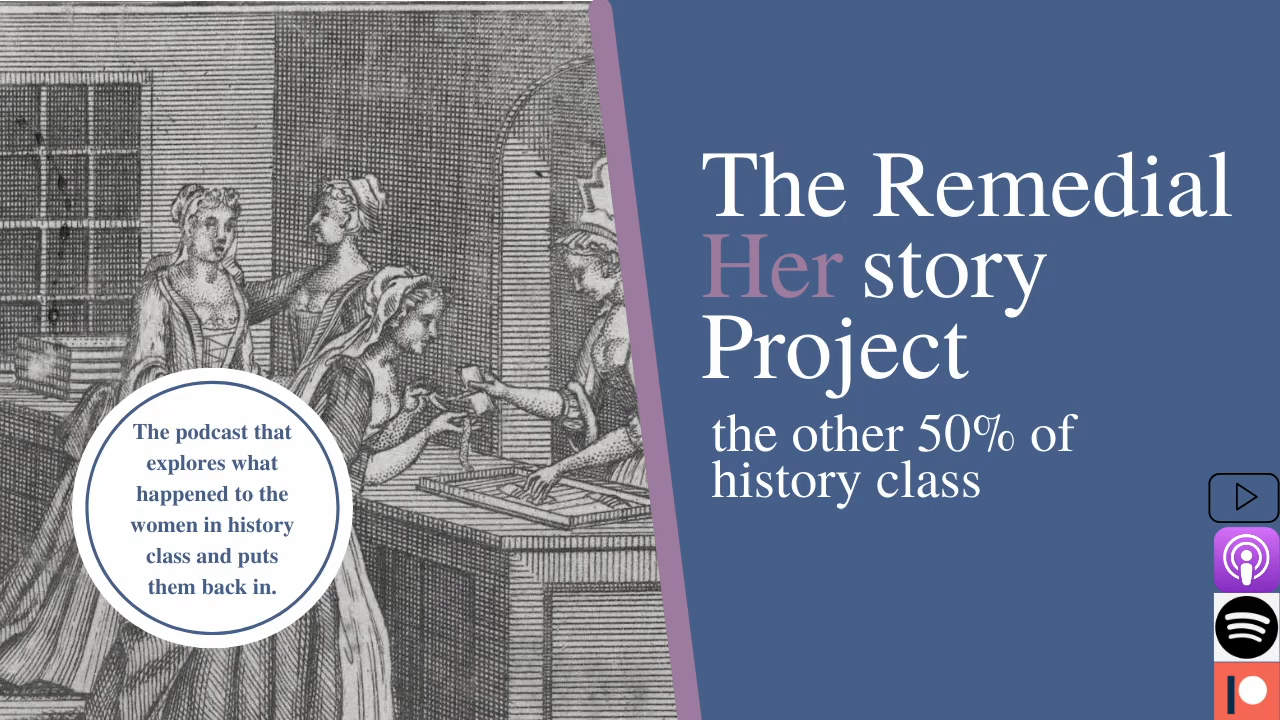 The Remedial
Her story
Project
the other 50% of
history class
The podcast that
explores what
happened to the
women in history
class and puts
them back in.